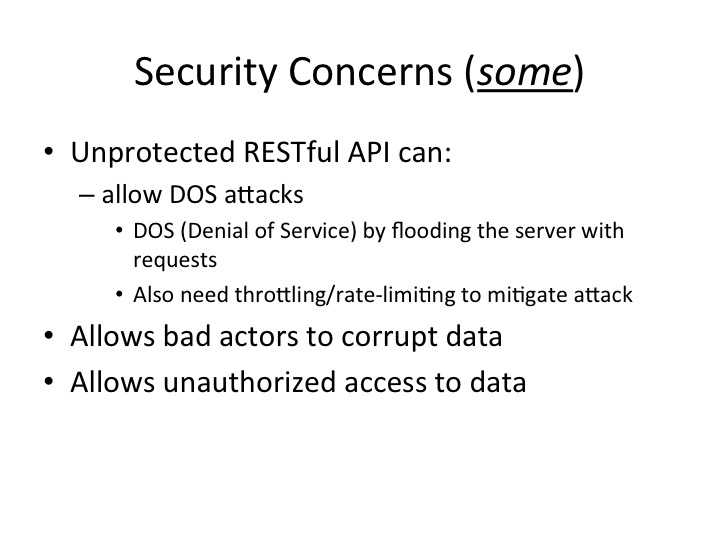 Security Concerns (some)
• Unprotected RESTful API can:
– allow DOS attacks
• DOS (Denial of Service) by flooding the server with
requests
• Also need throttling/rate-limiting to mitigate attack
• Allows bad actors to corrupt data
• Allows unauthorized access to data